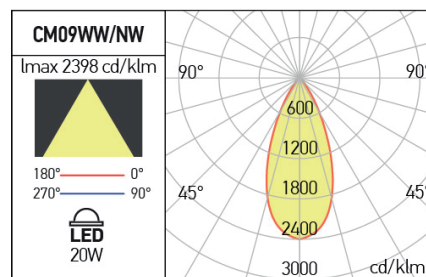 CM09WW/NW
Imax 2398 cd/klm
180° 0°
270° 90°
LED
20W
90° 90°
600
1200
45° 1800 45°
2400
3000 cd/klm